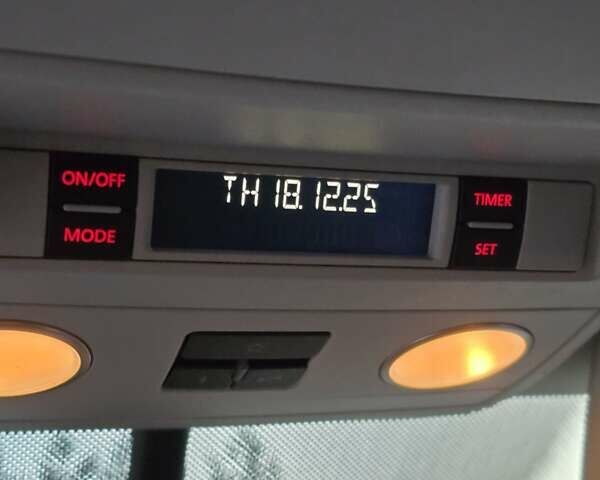 ON/OFF
TH 18.12.25
TIMER
MODE
SET